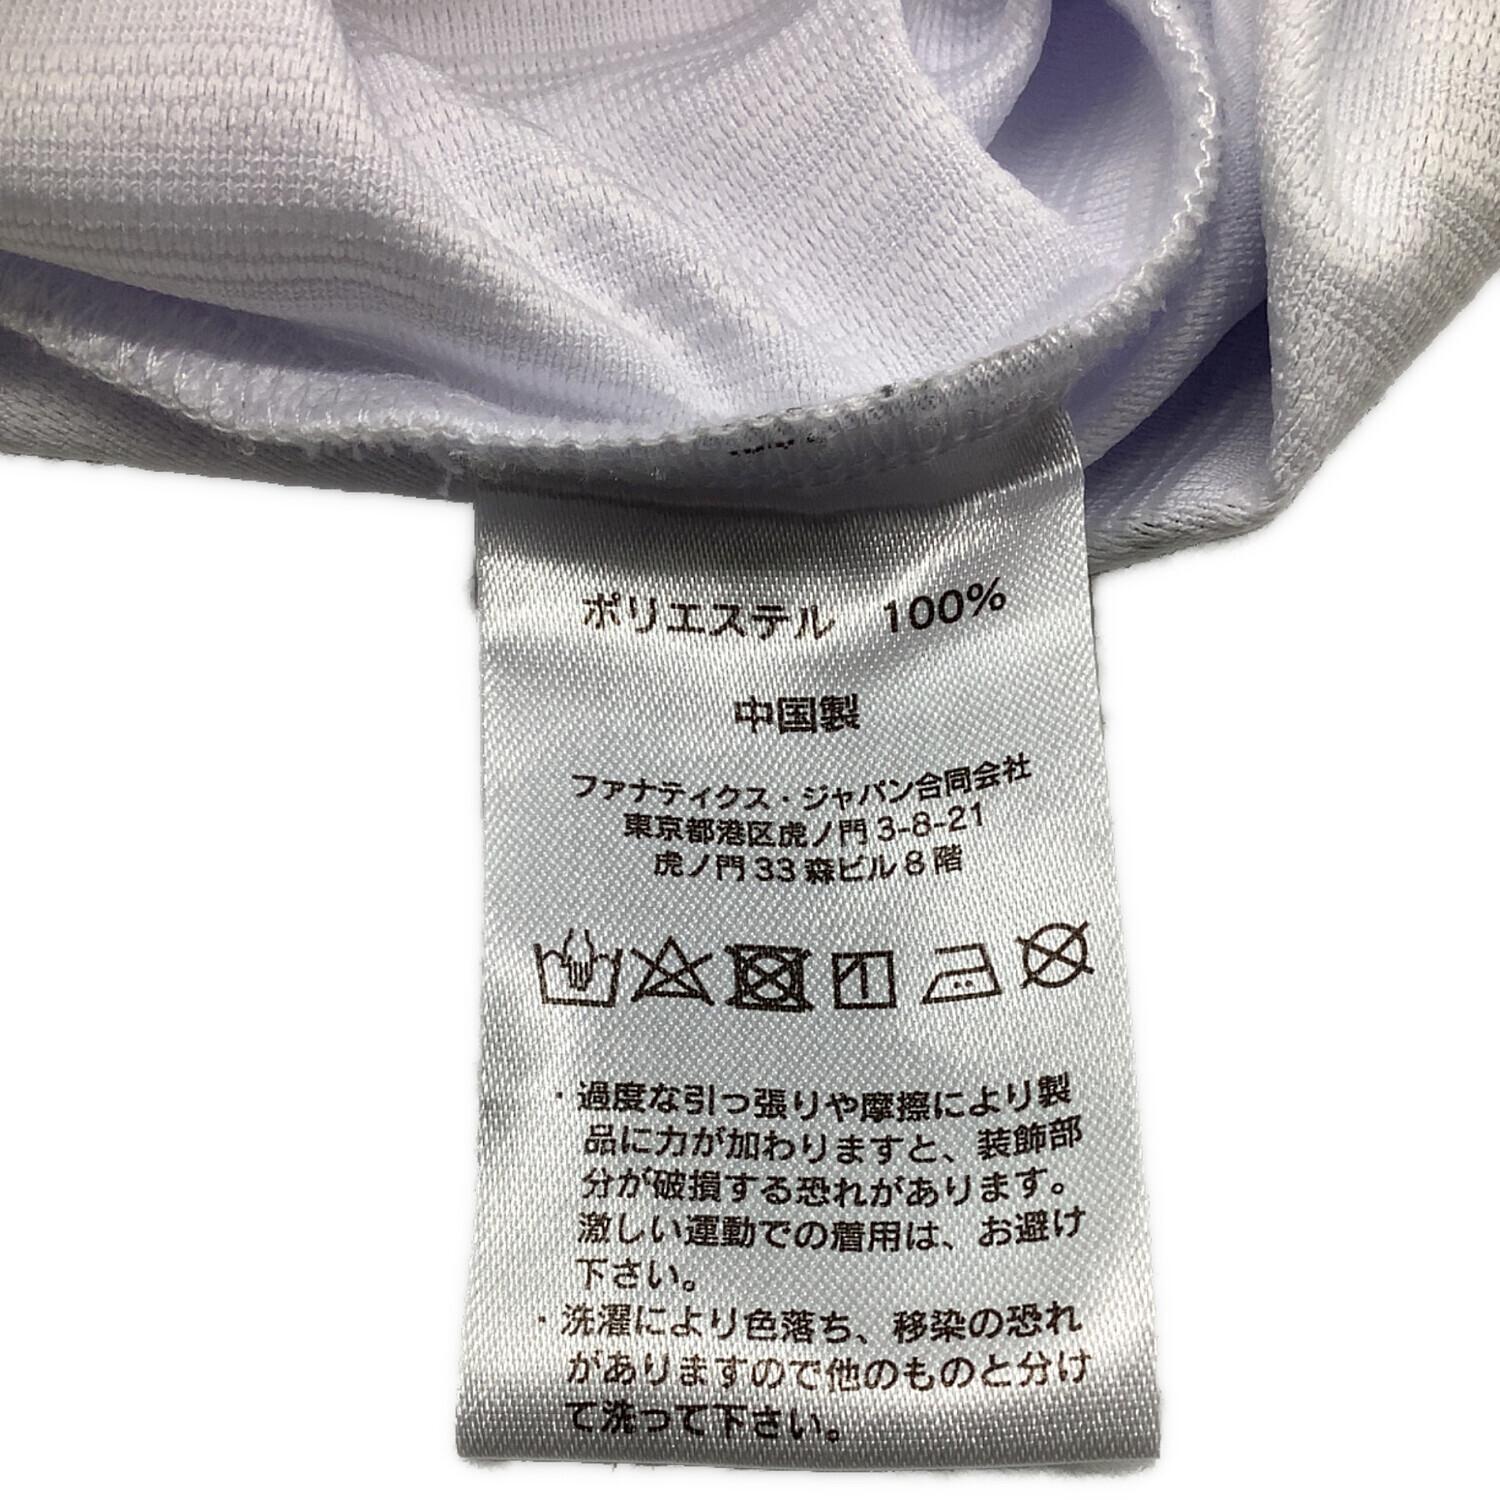 ポリエステル　100%
中国製
ファナティクス・ジャパン合同会社
東京都港区虎ノ門 3-8-21
虎ノ門 33 森ビル 8 階
・過度な引っ張りや摩擦により製
品に力が加わりますと、装飾部
分が破損する恐れがあります。
激しい運動での着用は、お避け
下さい。
・洗濯により色落ち、移染の恐れ
がありますので他のものと分け
て洗って下さい。